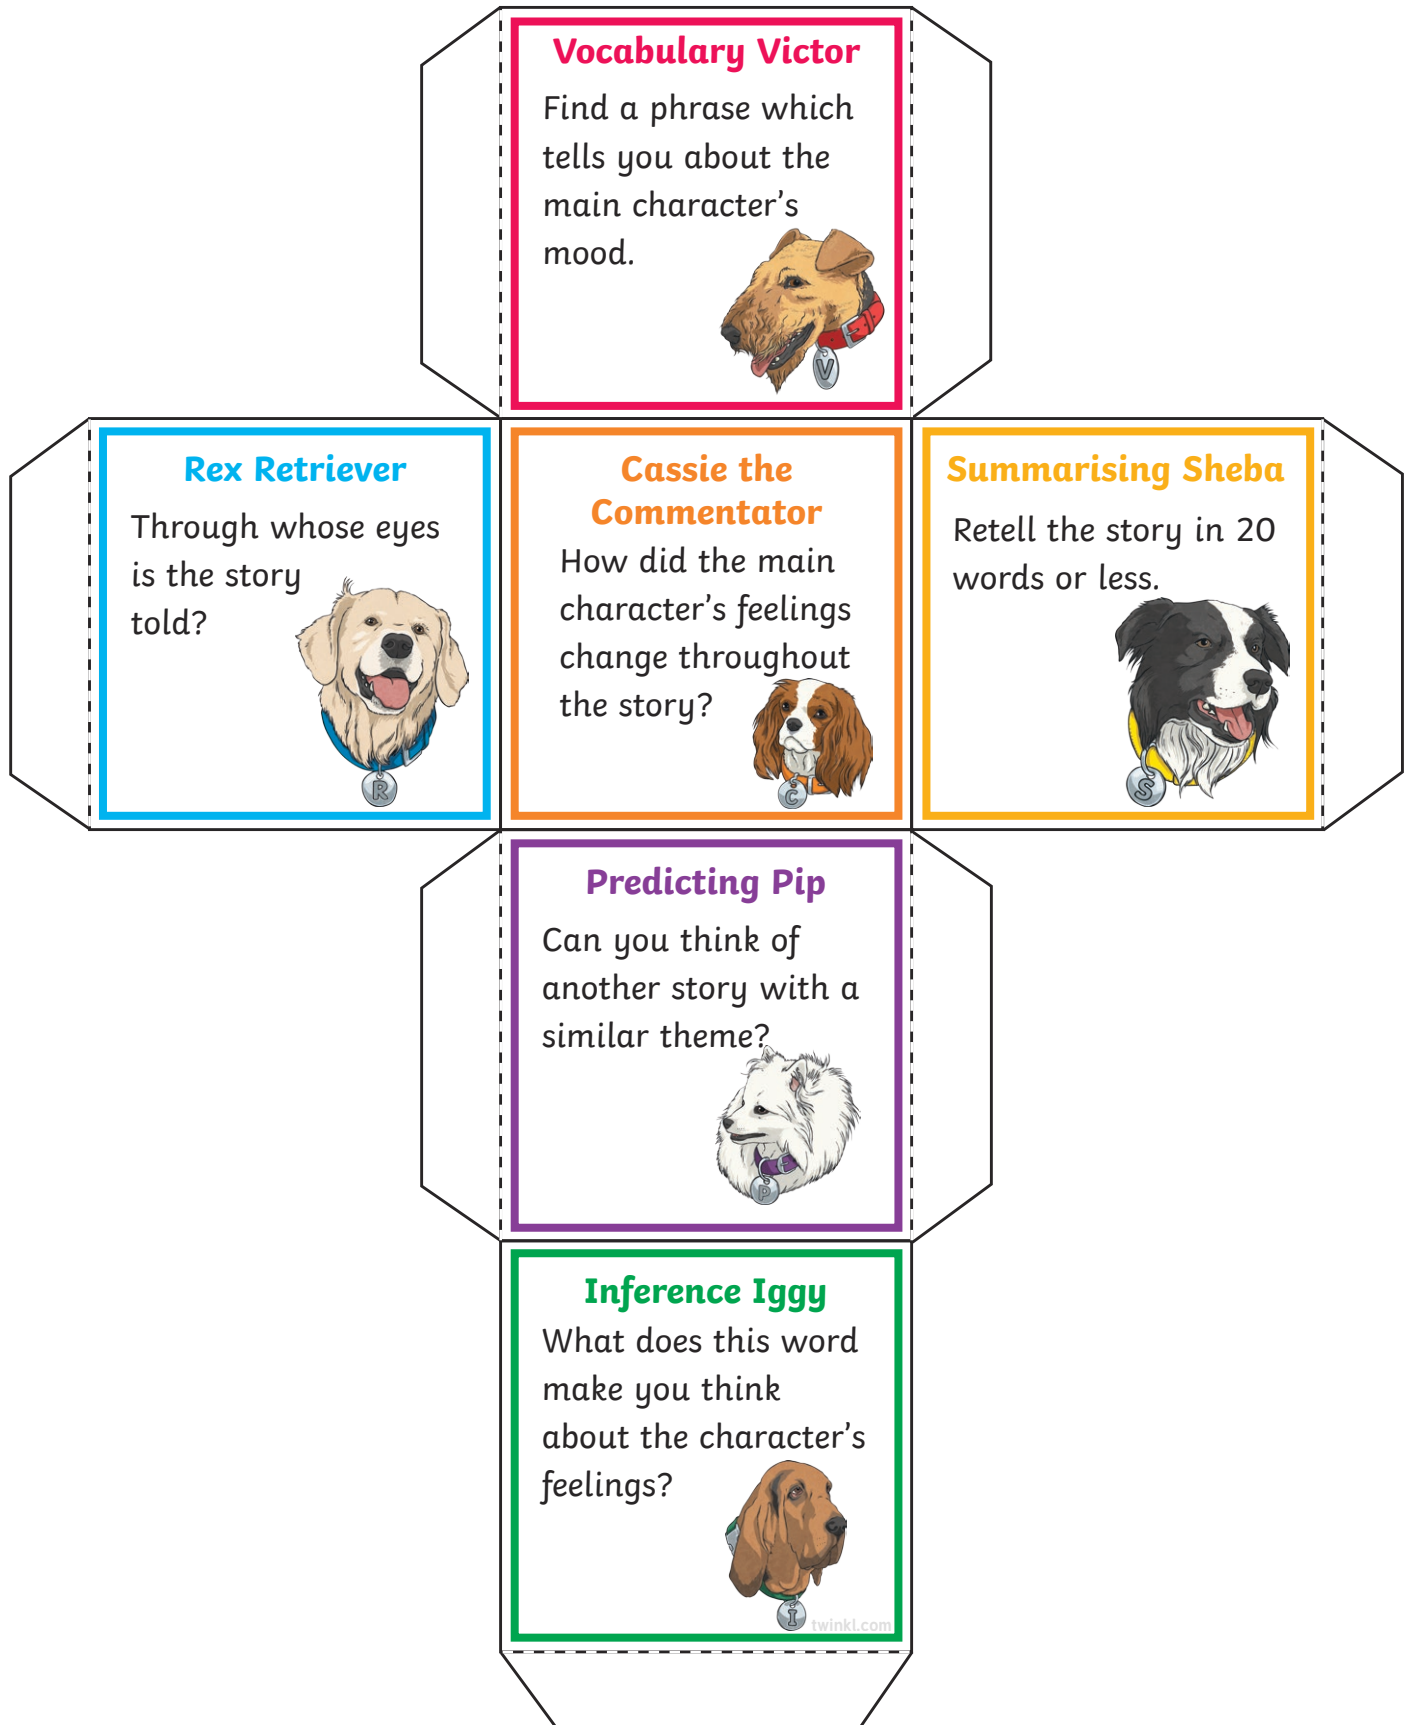 Vocabulary Victor
Find a phrase which
tells you about the
main character's
mood.
V
Rex Retriever
Through whose eyes
is the story
told?
R
Cassie the
Commentator
How did the main
character's feelings
change throughout
the story?
C
Summarising Sheba
Retell the story in 20
words or less.
S
Predicting Pip
Can you think of
another story with a
similar theme?
P
Inference Iggy
What does this word
make you think
about the character's
feelings?
I
twinkl.com